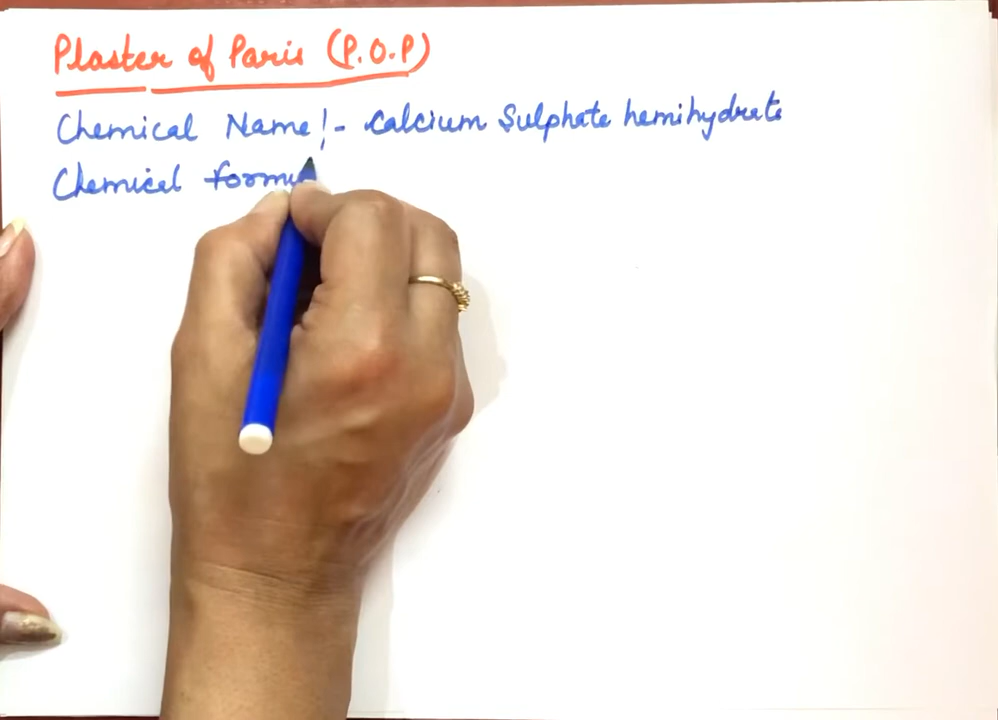 Plaster of Paris (P.O.P)
Chemical Name:- Calcium Sulphate hemihydrate
Chemical formu